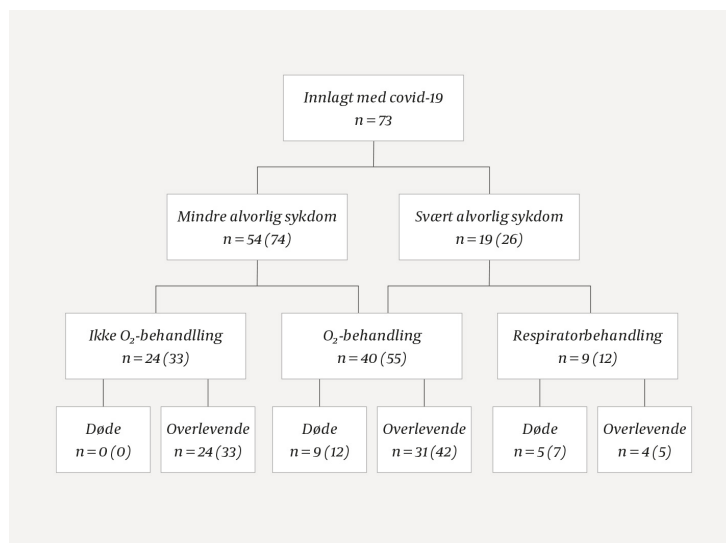 Innlagt med covid-19
n = 73
Mindre alvorlig sykdom
n = 54 (74)
Svært alvorlig sykdom
n = 19 (26)
Ikke O₂-behandlling
n = 24 (33)
O₂-behandling
n = 40 (55)
Respiratorbehandling
n = 9 (12)
Døde
n = 0 (0)
Overlevende
n = 24 (33)
Døde
n = 9 (12)
Overlevende
n = 31 (42)
Døde
n = 5 (7)
Overlevende
n = 4 (5)